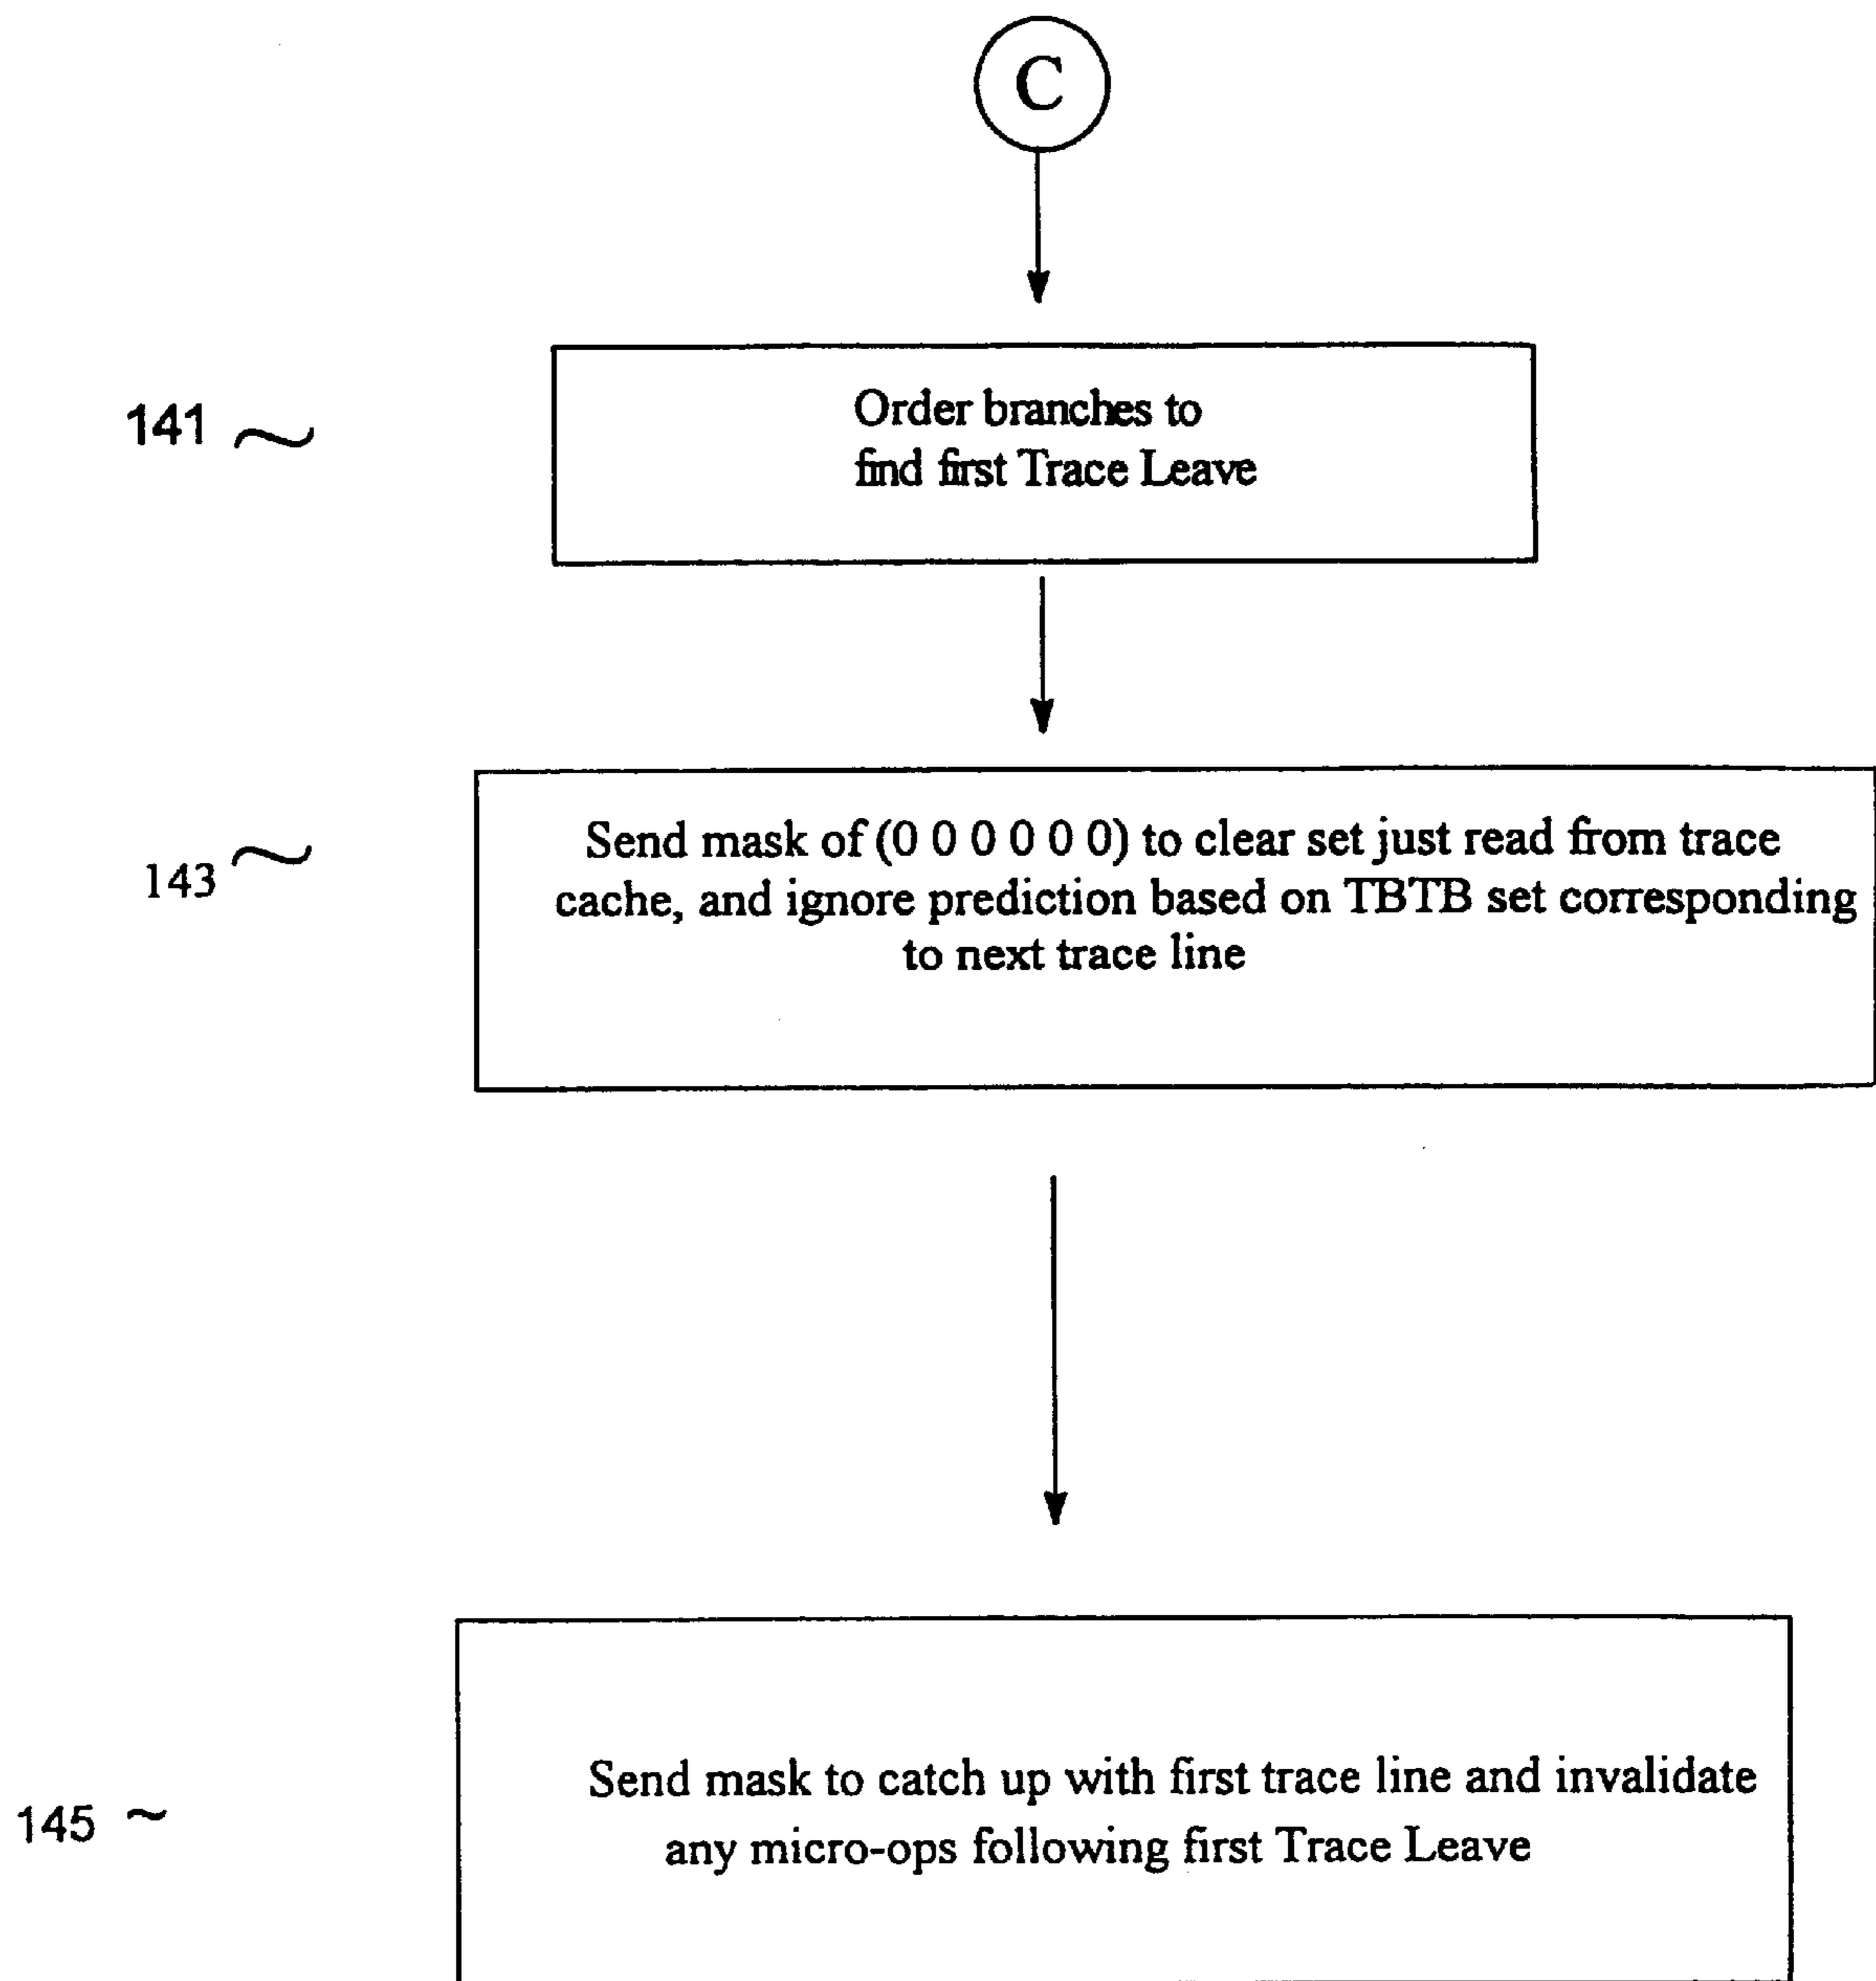 C
141
Order branches to
find first Trace Leave
143
Send mask of (0 0 0 0 0 0) to clear set just read from trace
cache, and ignore prediction based on TBTB set corresponding
to next trace line
145
Send mask to catch up with first trace line and invalidate
any micro-ops following first Trace Leave